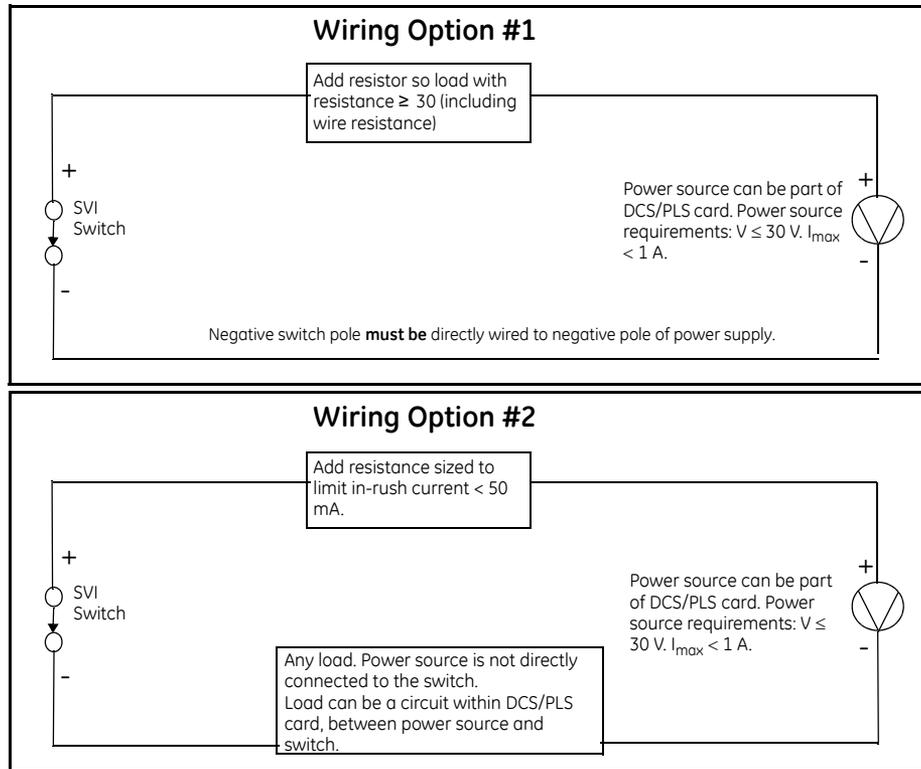 Wiring Option #1
Add resistor so load with
resistance ≥ 30 (including
wire resistance)
+
SVI
Switch
-
Power source can be part of
DCS/PLS card. Power source
requirements: V ≤ 30 V. Imax
< 1 A.
+
-
Negative switch pole must be directly wired to negative pole of power supply.
Wiring Option #2
Add resistance sized to
limit in-rush current < 50
mA.
+
SVI
Switch
-
Power source can be part
of DCS/PLS card. Power
source requirements: V ≤
30 V. Imax < 1 A.
+
-
Any load. Power source is not directly
connected to the switch.
Load can be a circuit within DCS/PLS
card, between power source and
switch.